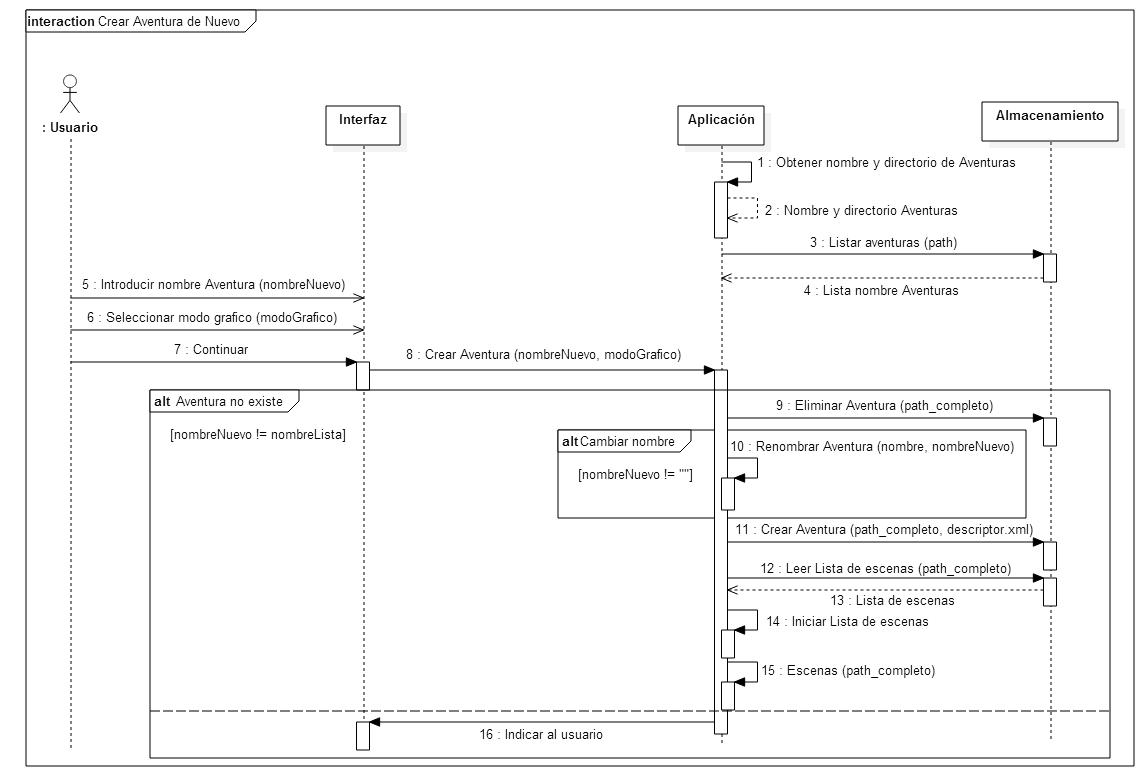 interaction Crear Aventura de Nuevo
: Usuario
Interfaz
Aplicación
Almacenamiento
1 : Obtener nombre y directorio de Aventuras
2 : Nombre y directorio Aventuras
3 : Listar aventuras (path)
4 : Lista nombre Aventuras
5 : Introducir nombre Aventura (nombreNuevo)
6 : Seleccionar modo grafico (modoGrafico)
7 : Continuar
8 : Crear Aventura (nombreNuevo, modoGrafico)
alt Aventura no existe
[nombreNuevo != nombreLista]
9 : Eliminar Aventura (path_completo)
alt Cambiar nombre
[nombreNuevo != ""]
10 : Renombrar Aventura (nombre, nombreNuevo)
11 : Crear Aventura (path_completo, descriptor.xml)
12 : Leer Lista de escenas (path_completo)
13 : Lista de escenas
14 : Iniciar Lista de escenas
15 : Escenas (path_completo)
16 : Indicar al usuario